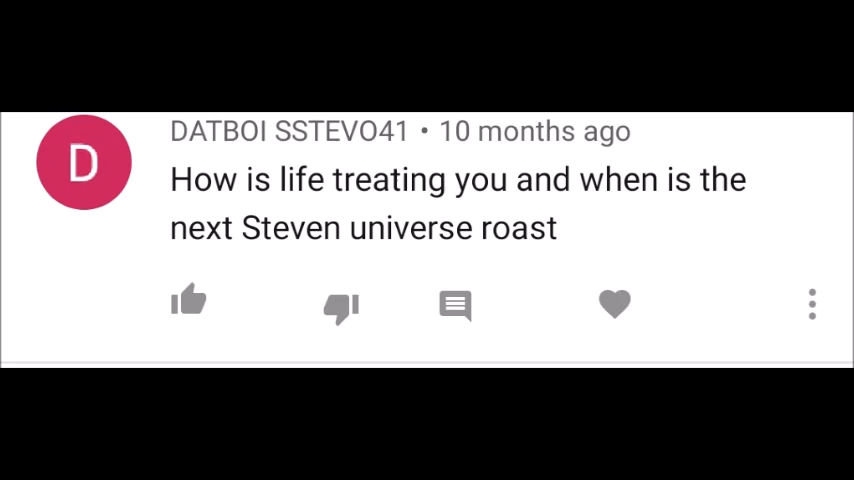 D
DATBOI SSTEVO41 • 10 months ago
How is life treating you and when is the
next Steven universe roast